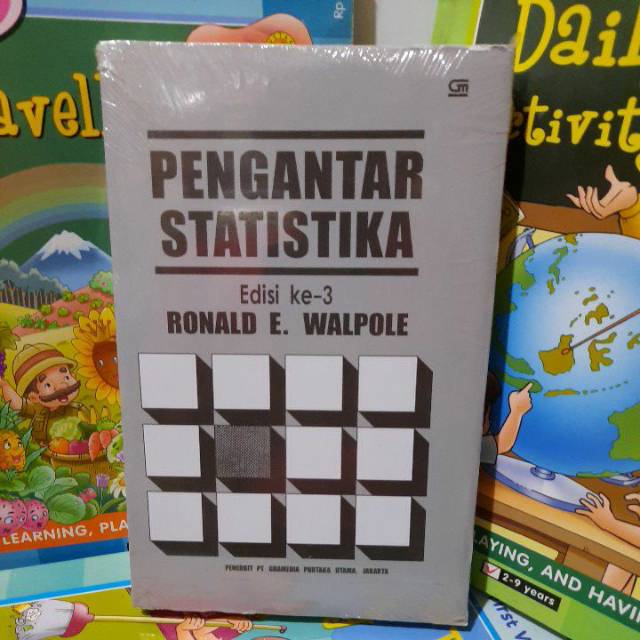 GM
PENGANTAR
STATISTIKA
Edisi ke-3
RONALD E. WALPOLE
PENERBIT PT GRAMEDIA PUSTAKA UTAMA, JAKARTA
avell
Rp
LEARNING, PLA
Dail
ctivit
AYING, AND HAVI
2-9 years